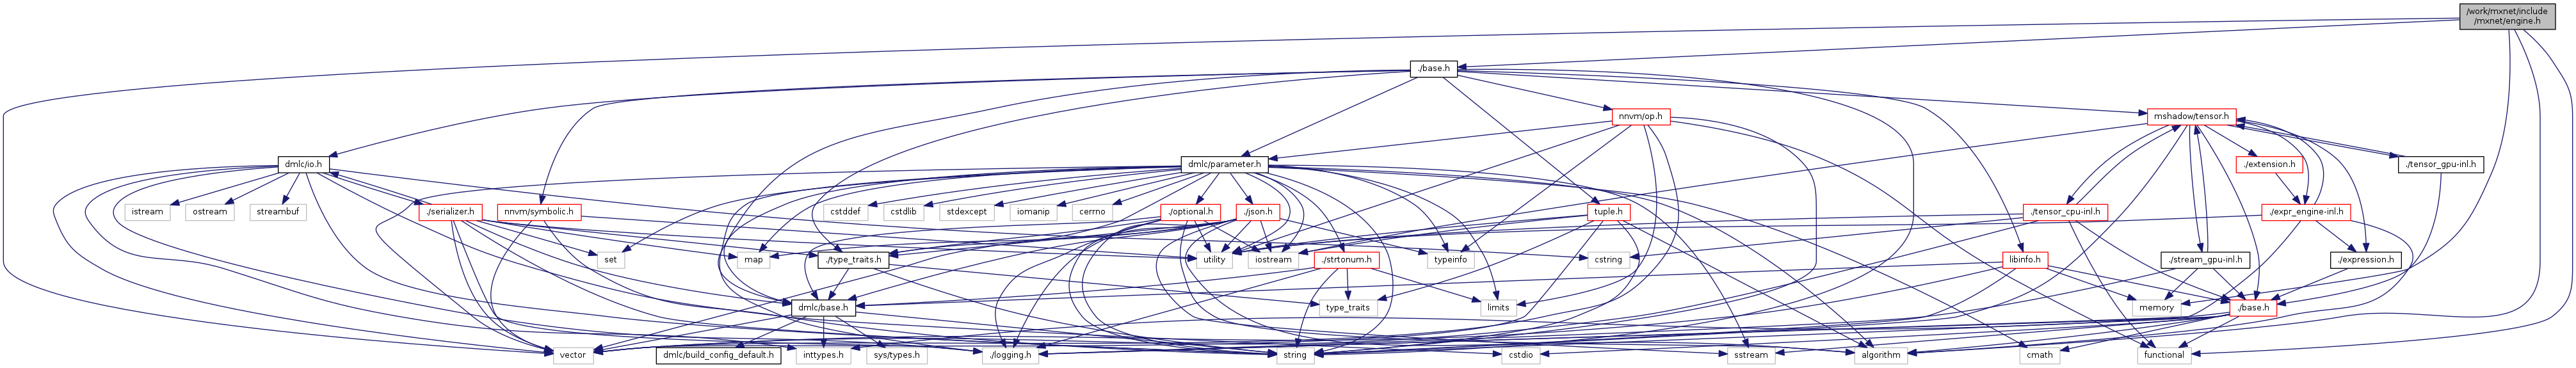 /work/mxnet/include
/mxnet/engine.h
./base.h
nnvm/op.h
mshadow/tensor.h
dmlc/io.h
dmlc/parameter.h
./extension.h
./tensor_gpu-inl.h
istream
ostream
streambuf
./serializer.h
nnvm/symbolic.h
cstddef
cstdlib
stdexcept
iomanip
cerrno
./optional.h
./json.h
tuple.h
./tensor_cpu-inl.h
./expr_engine-inl.h
set
map
./type_traits.h
utility
iostream
./strtonum.h
typeinfo
cstring
libinfo.h
./stream_gpu-inl.h
./expression.h
dmlc/base.h
type_traits
limits
memory
./base.h
vector
dmlc/build_config_default.h
inttypes.h
sys/types.h
./logging.h
string
cstdio
sstream
algorithm
cmath
functional